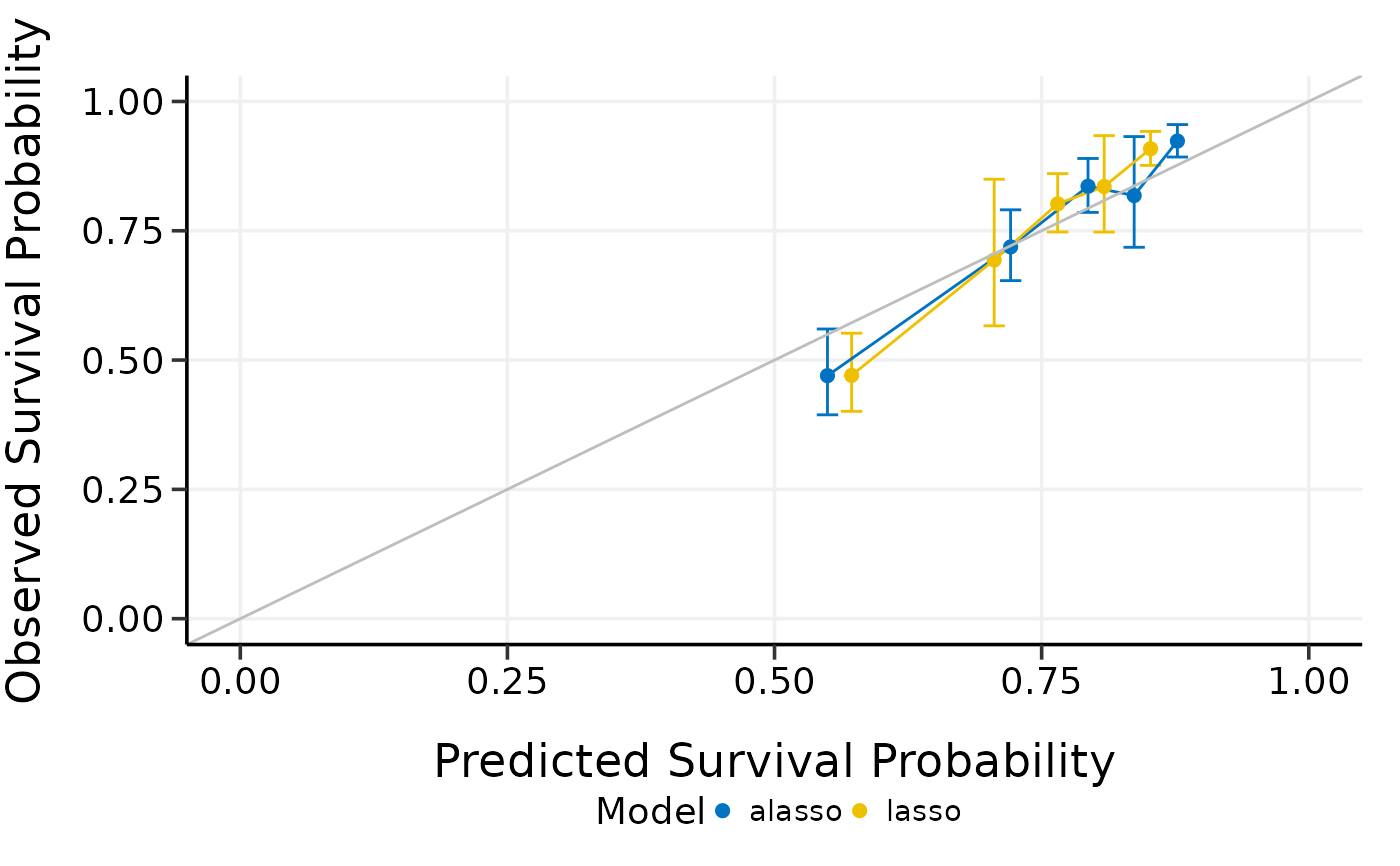 Observed Survival Probability
1.00
0.75
0.50
0.25
0.00
0.00 0.25 0.50 0.75 1.00
Predicted Survival Probability
Model alasso lasso